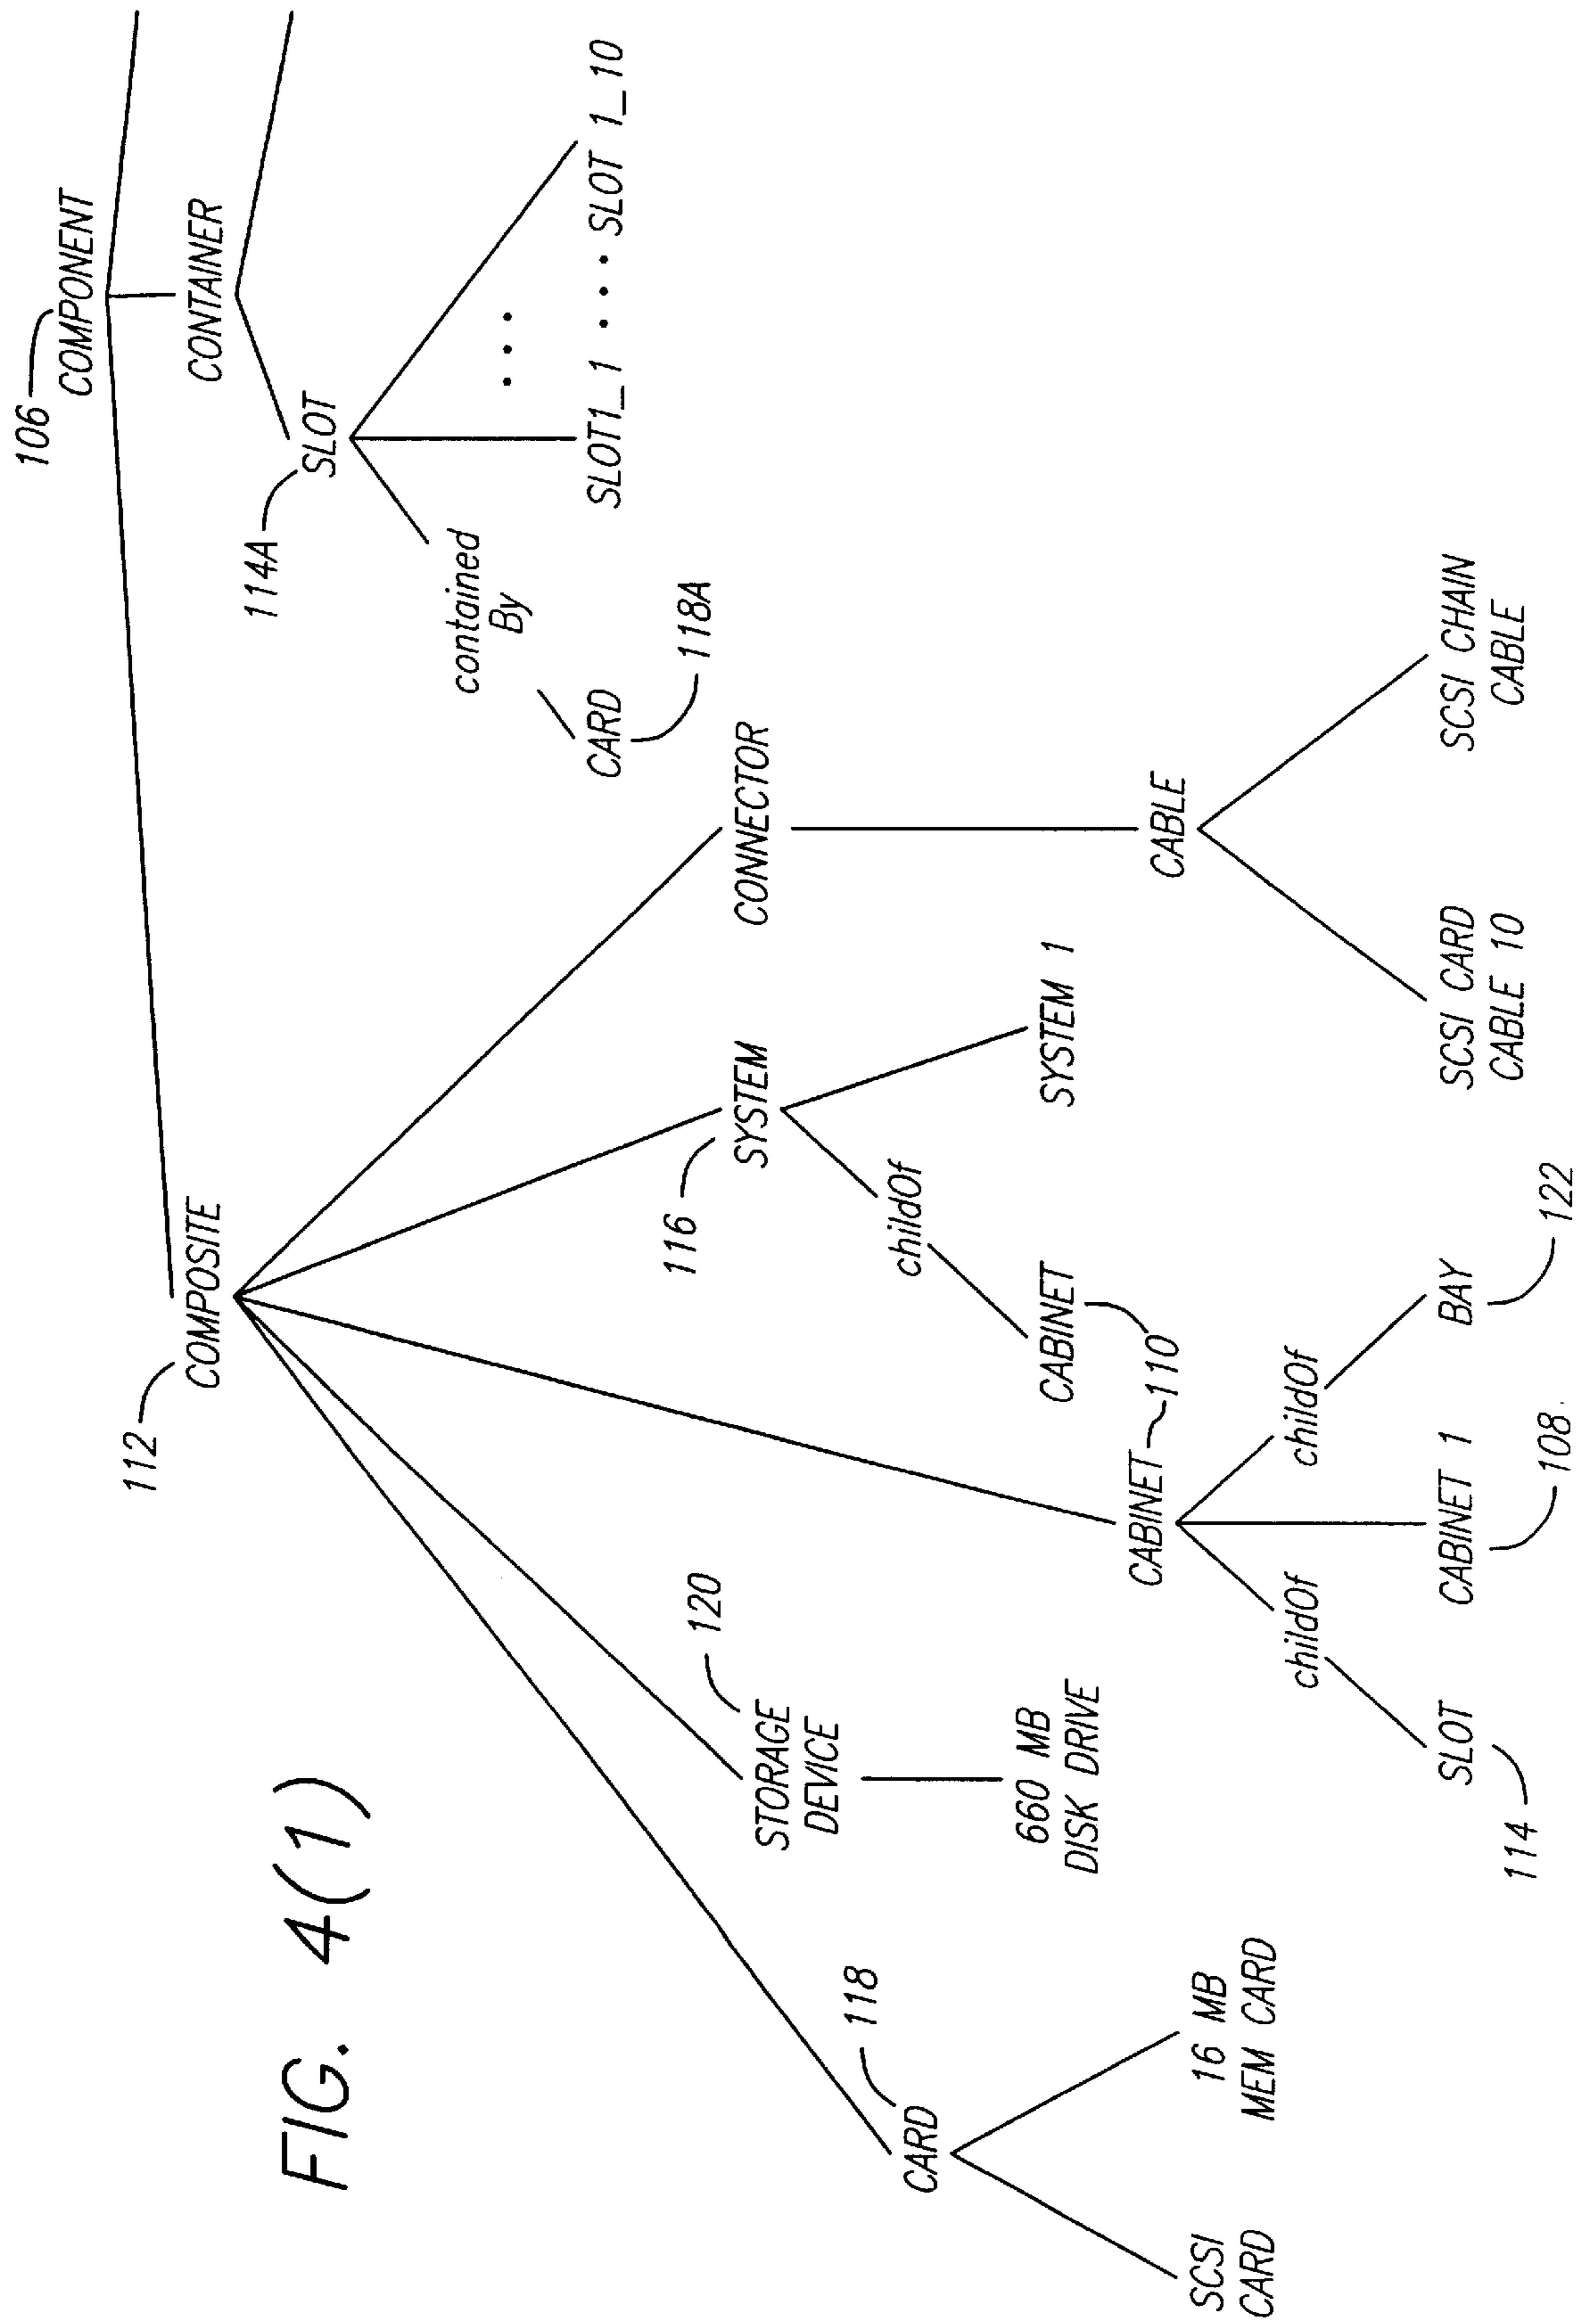 FIG. 4(1)
106
COMPONENT
112
COMPOSITE
CONTAINER
114A
SLOT
contained
By
CARD
118A
SLOT1_1 .... SLOT 1_10
...
118
CARD
SCSI
CARD
16 MB
MEM CARD
120
STORAGE
DEVICE
660 MB
DISK DRIVE
CABINET
110
childOf
childOf
SLOT
114
CABINET 1
108
BAY
122
116
SYSTEM
childOf
CABINET
SYSTEM 1
CONNECTOR
CABLE
SCSI CARD
CABLE 10
SCSI CHAIN
CABLE